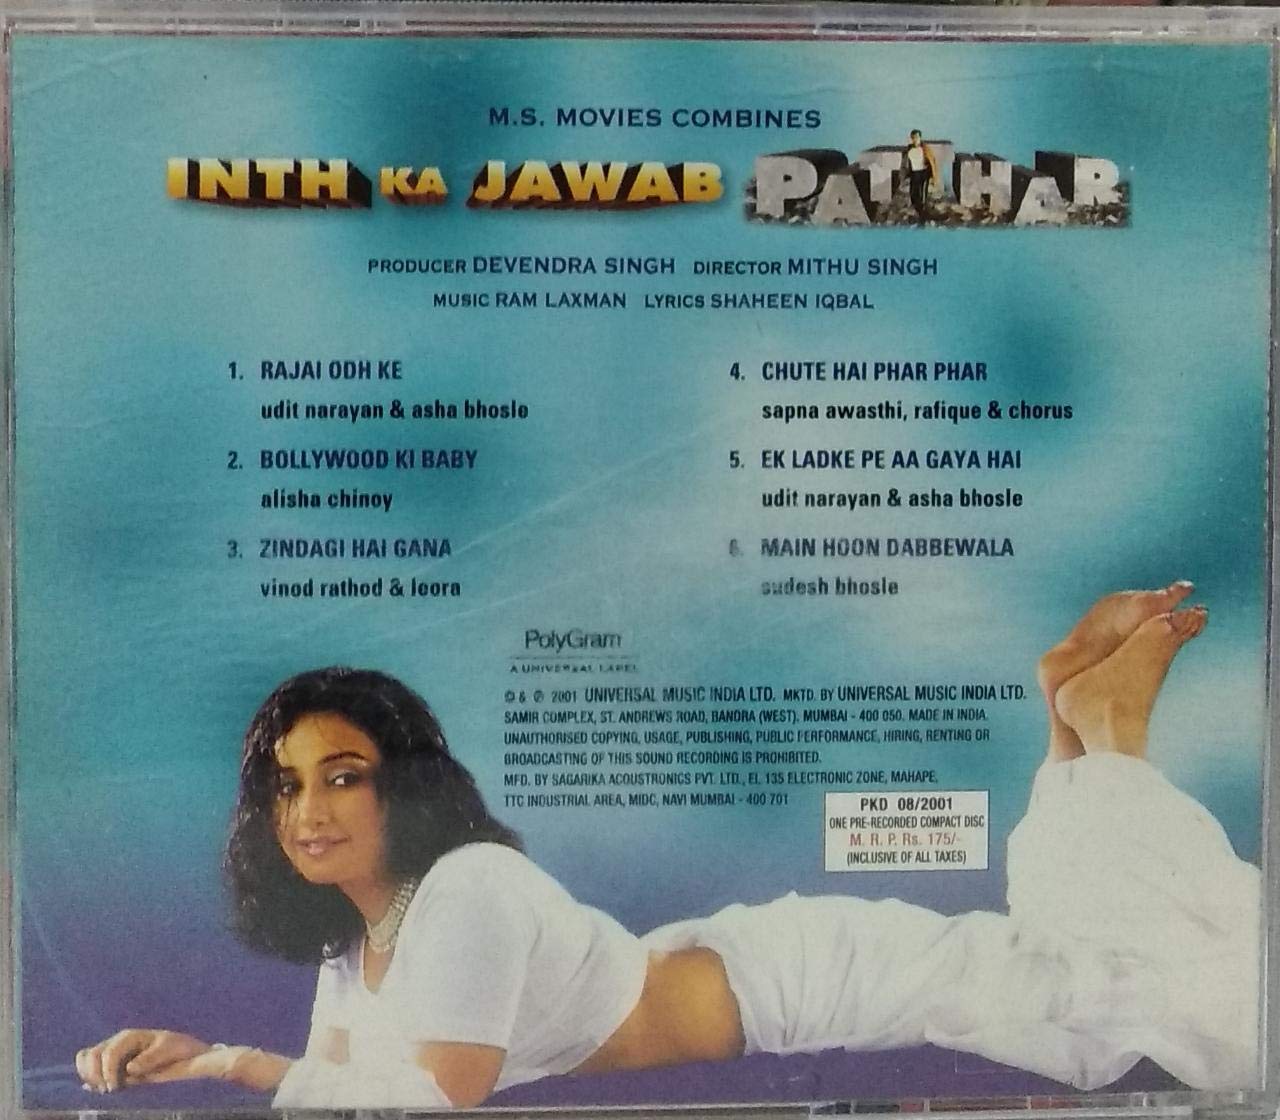 M.S. MOVIES COMBINES
INTH KA JAWAB PATTHAR
PRODUCER DEVENDRA SINGH DIRECTOR MITHU SINGH
MUSIC RAM LAXMAN LYRICS SHAHEEN IQBAL
1. RAJAI ODH KE
udit narayan & asha bhosle
2. BOLLYWOOD KI BABY
alisha chinoy
3. ZINDAGI HAI GANA
vinod rathod & leora
4. CHUTE HAI PHAR PHAR
sapna awasthi, rafique & chorus
5. EK LADKE PE AA GAYA HAI
udit narayan & asha bhosle
6. MAIN HOON DABBEWALA
sudesh bhosle
PolyGram
A UNIVERSAL LABEL
© & ℗ 2001 UNIVERSAL MUSIC INDIA LTD. MKTD. BY UNIVERSAL MUSIC INDIA LTD.
SAMIR COMPLEX, ST. ANDREWS ROAD, BANDRA (WEST), MUMBAI - 400 050. MADE IN INDIA.
UNAUTHORISED COPYING, USAGE, PUBLISHING, PUBLIC PERFORMANCE, HIRING, RENTING OR
BROADCASTING OF THIS SOUND RECORDING IS PROHIBITED.
MFD. BY SAGARIKA ACOUSTRONICS PVT. LTD., EL 135 ELECTRONIC ZONE, MAHAPE,
TTC INDUSTRIAL AREA, MIDC, NAVI MUMBAI - 400 701
PKD 08/2001
ONE PRE-RECORDED COMPACT DISC
M. R. P. Rs. 175/-
(INCLUSIVE OF ALL TAXES)